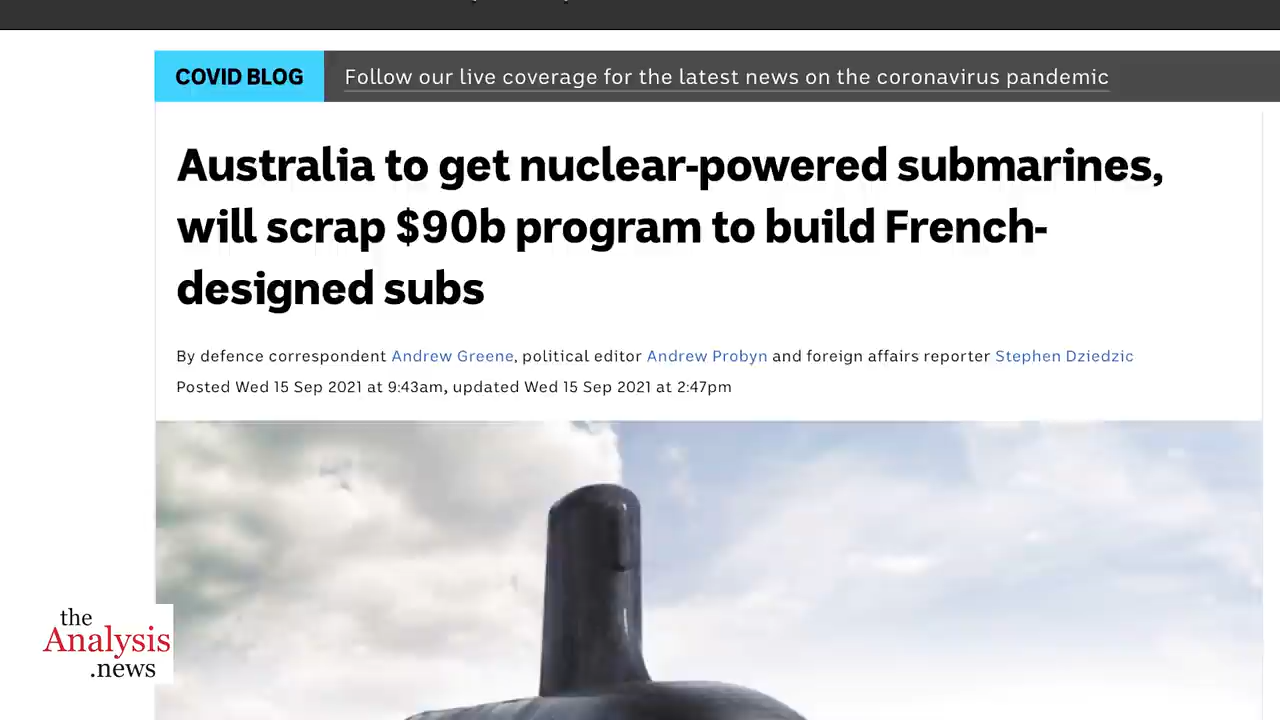 COVID BLOG Follow our live coverage for the latest news on the coronavirus pandemic
Australia to get nuclear-powered submarines,
will scrap $90b program to build French-
designed subs
By defence correspondent Andrew Greene, political editor Andrew Probyn and foreign affairs reporter Stephen Dziedzic
Posted Wed 15 Sep 2021 at 9:43am, updated Wed 15 Sep 2021 at 2:47pm
the
Analysis
.news